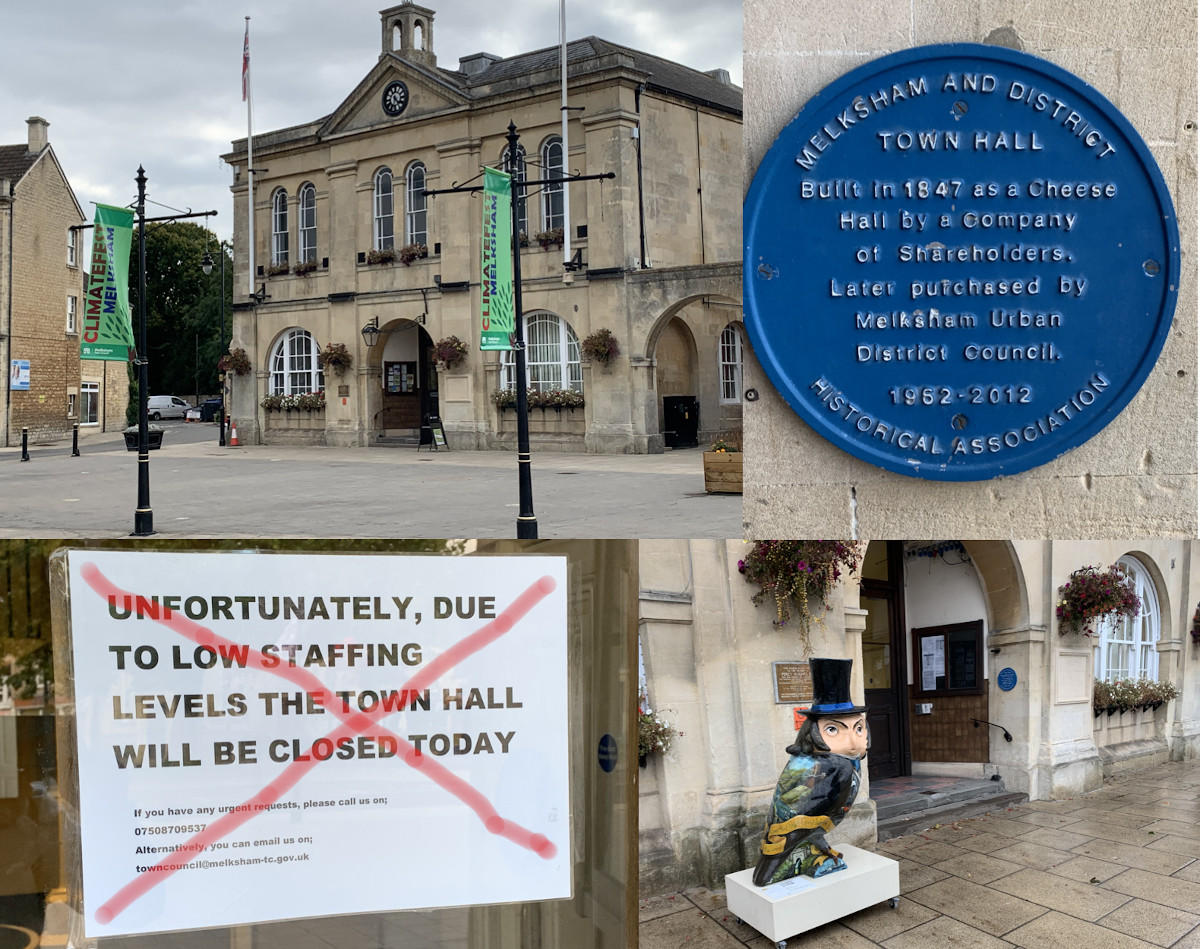 CLIMATEFEST
MELKSHAM
CLIMATEFEST
MELKSHAM
MELKSHAM AND DISTRICT
TOWN HALL
Built in 1847 as a Cheese
Hall by a Company
of Shareholders.
Later purchased by
Melksham Urban
District Council.
1962-2012
HISTORICAL ASSOCIATION
UNFORTUNATELY, DUE
TO LOW STAFFING
LEVELS THE TOWN HALL
WILL BE CLOSED TODAY
If you have any urgent requests, please call us on;
07508709537
Alternatively, you can email us on;
towncouncil@melksham-tc.gov.uk